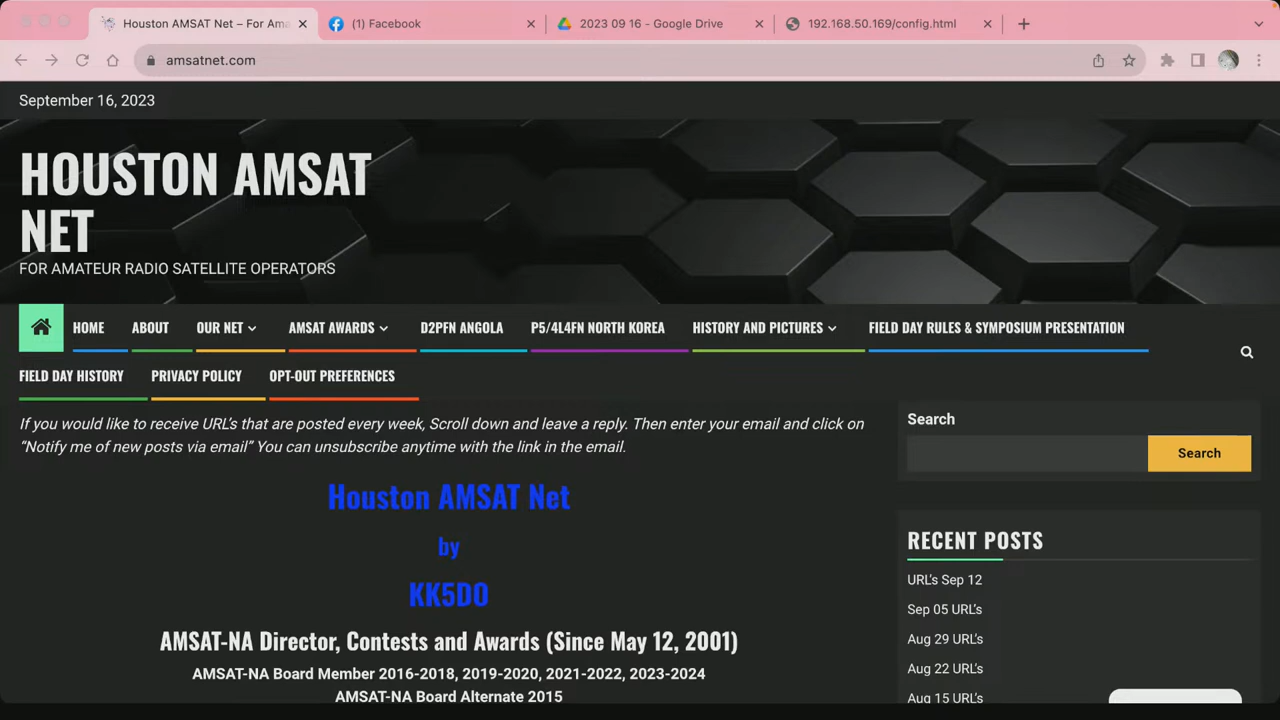 Houston AMSAT Net – For Ama
(1) Facebook
2023 09 16 - Google Drive
192.168.50.169/config.html
amsatnet.com
September 16, 2023
HOUSTON AMSAT
NET
FOR AMATEUR RADIO SATELLITE OPERATORS
HOME ABOUT OUR NET AMSAT AWARDS D2PFN ANGOLA P5/4L4FN NORTH KOREA HISTORY AND PICTURES FIELD DAY RULES & SYMPOSIUM PRESENTATION
FIELD DAY HISTORY PRIVACY POLICY OPT-OUT PREFERENCES
If you would like to receive URL's that are posted every week, Scroll down and leave a reply. Then enter your email and click on
“Notify me of new posts via email” You can unsubscribe anytime with the link in the email.
Houston AMSAT Net
by
KK5DO
AMSAT-NA Director, Contests and Awards (Since May 12, 2001)
AMSAT-NA Board Member 2016-2018, 2019-2020, 2021-2022, 2023-2024
AMSAT-NA Board Alternate 2015
Search
Search
RECENT POSTS
URL's Sep 12
Sep 05 URL's
Aug 29 URL's
Aug 22 URL's
Aug 15 URL's